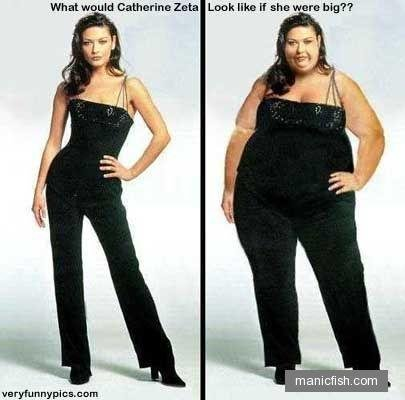 What would Catherine Zeta Look like if she were big??
veryfunnypics.com
manicfish.com